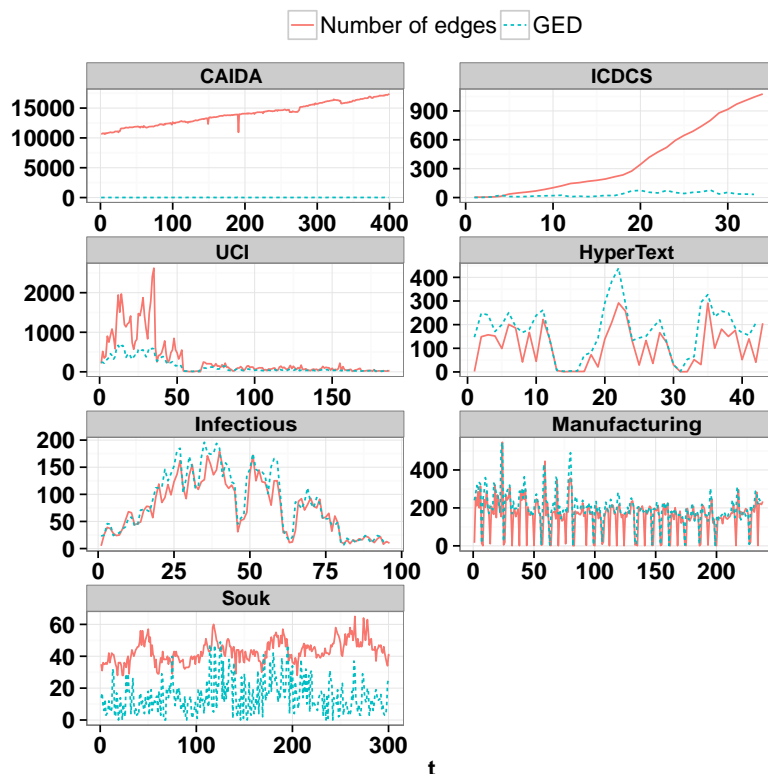 Number of edges GED
CAIDA
15000
10000
5000
0
0 100 200 300 400
ICDCS
900
600
300
0
0 10 20 30
UCI
2000
1000
0
0 50 100 150
HyperText
400
300
200
100
0
0 10 20 30 40
Infectious
200
150
100
50
0
0 25 50 75 100
Manufacturing
400
200
0
0 50 100 150 200
Souk
60
40
20
0
0 100 200 300
t